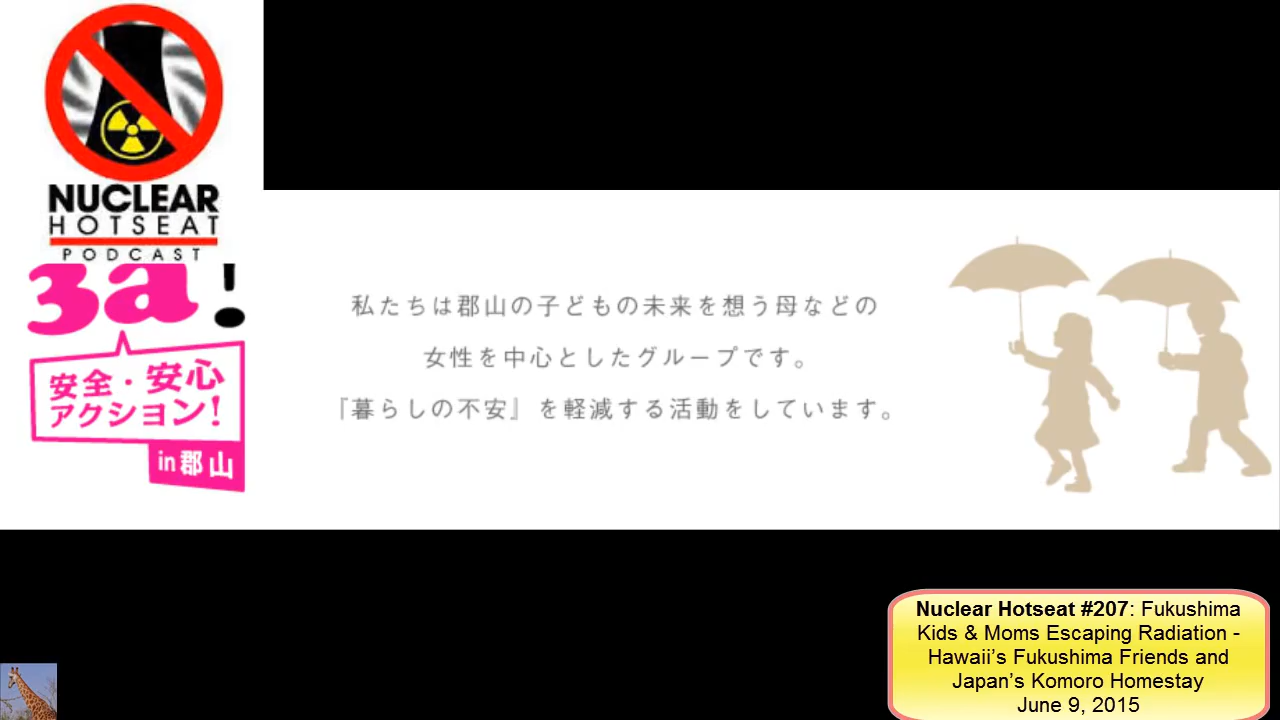 NUCLEAR
HOTSEAT
PODCAST
3a!
安全・安心
アクション!
in郡山
私たちは郡山の子どもの未来を想う母などの
女性を中心としたグループです。
『暮らしの不安』を軽減する活動をしています。
Nuclear Hotseat #207: Fukushima
Kids & Moms Escaping Radiation -
Hawaii's Fukushima Friends and
Japan's Komoro Homestay
June 9, 2015